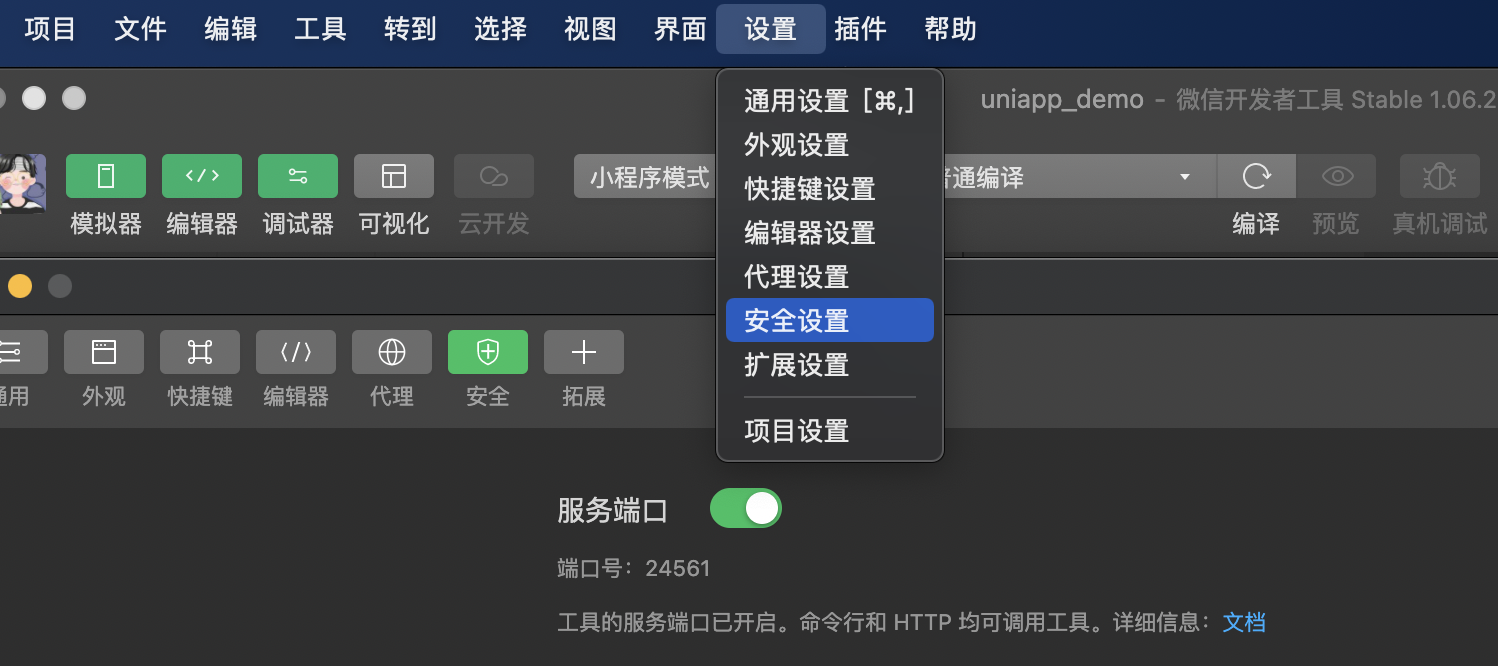 项目 文件 编辑 工具 转到 选择 视图 界面 设置 插件 帮助
uniapp_demo - 微信开发者工具 Stable 1.06.2
通用设置 [⌘,]
外观设置
快捷键设置
编辑器设置
代理设置
安全设置
扩展设置
项目设置
小程序模式
普通编译
模拟器 编辑器 调试器 可视化 云开发 编译 预览 真机调试
通用 外观 快捷键 编辑器 代理 安全 拓展
服务端口
端口号：24561
工具的服务端口已开启。命令行和 HTTP 均可调用工具。详细信息：文档